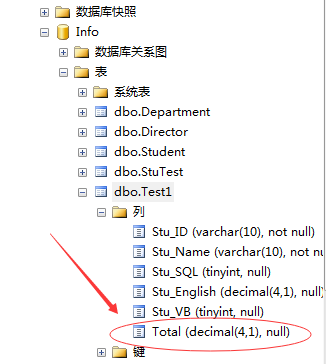 数据库快照
Info
数据库关系图
表
系统表
dbo.Department
dbo.Director
dbo.Student
dbo.StuTest
dbo.Test1
列
Stu_ID (varchar(10), not null)
Stu_Name (varchar(10), not null)
Stu_SQL (tinyint, null)
Stu_English (decimal(4,1), null)
Stu_VB (tinyint, null)
Total (decimal(4,1), null)
键